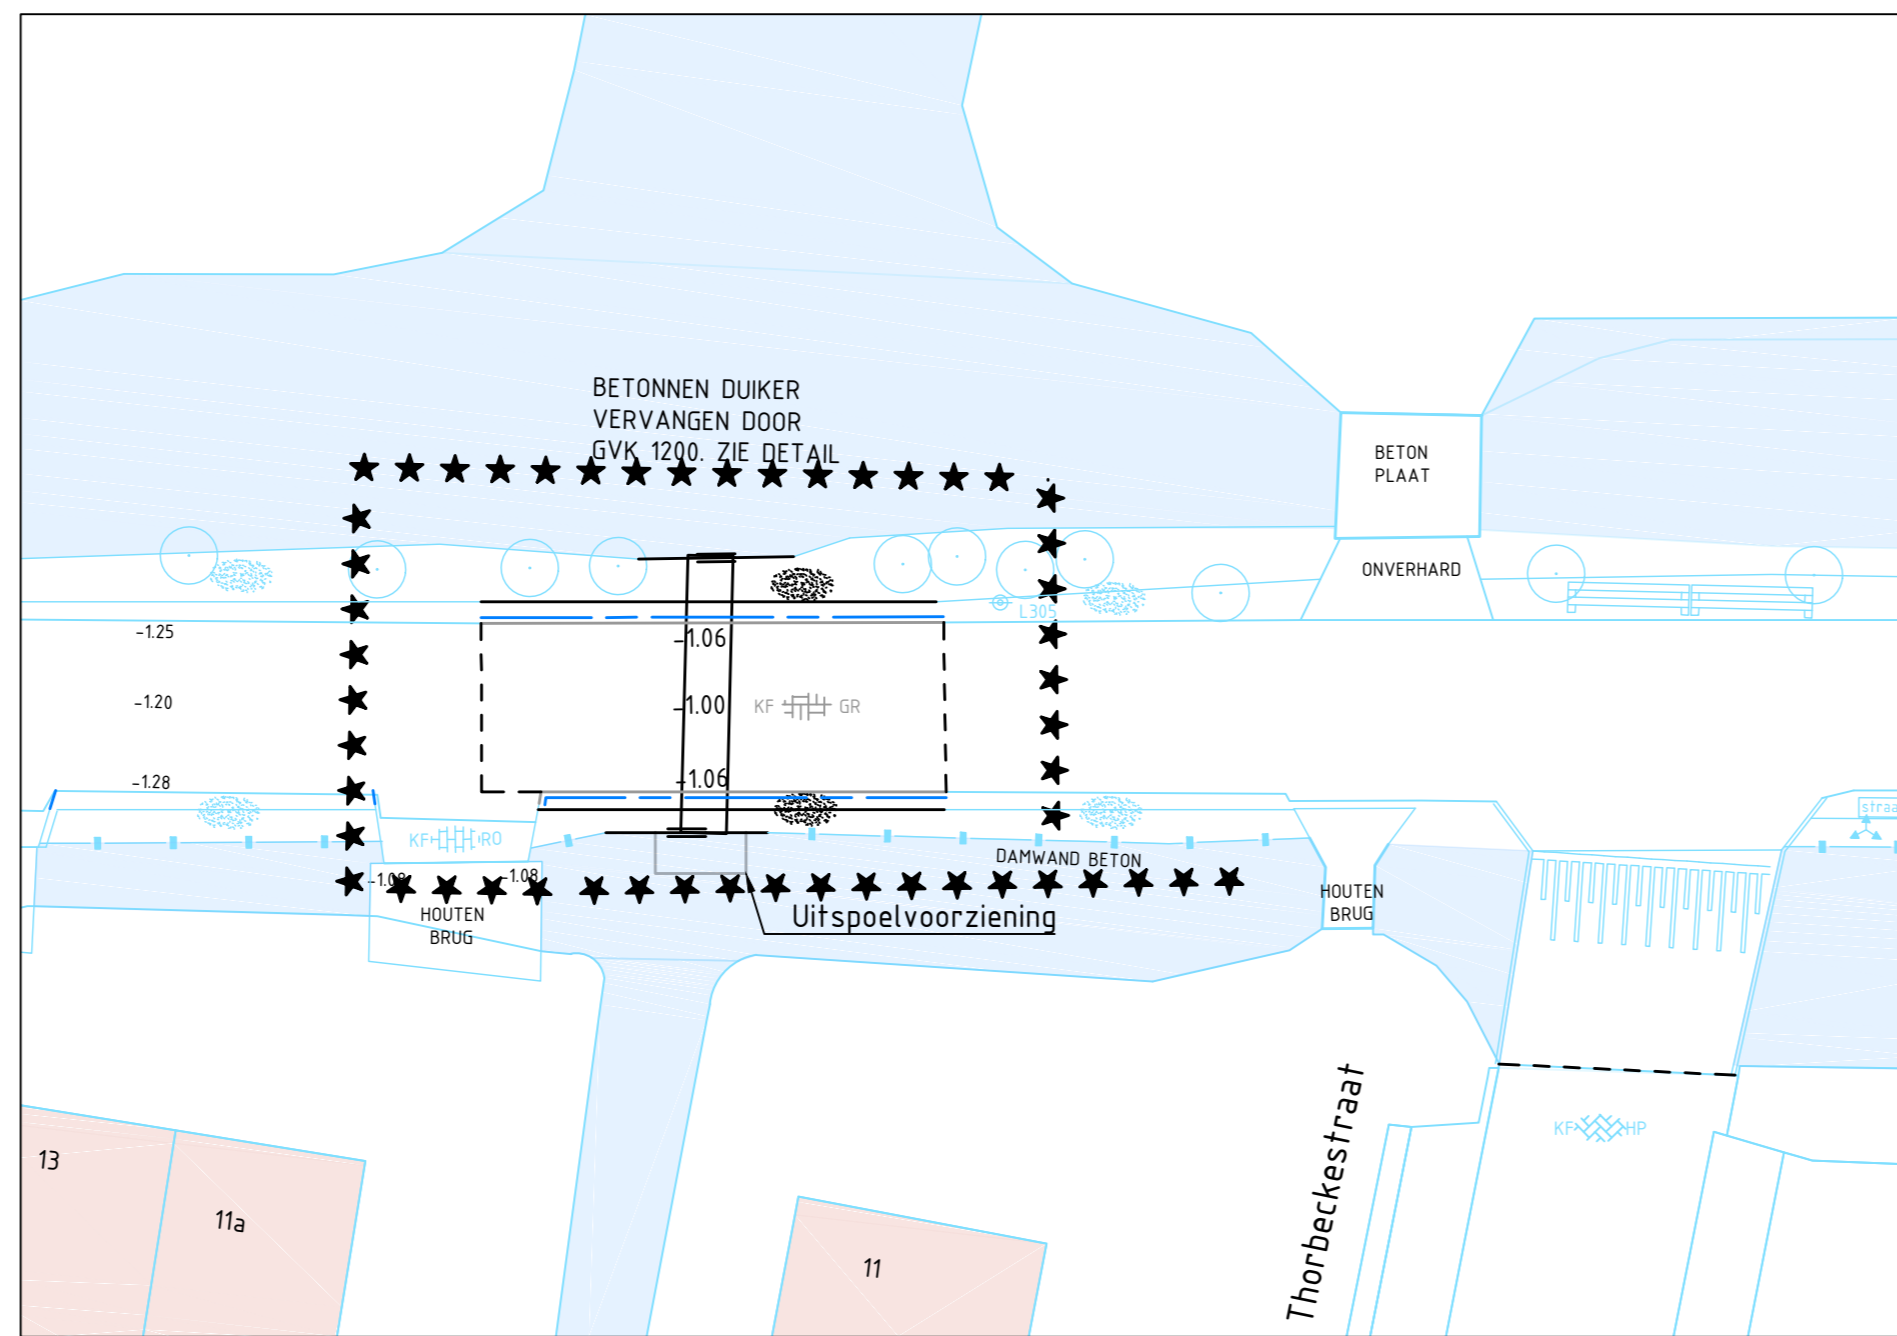 BETONNEN DUIKER
VERVANGEN DOOR
GVK 1200. ZIE DETAIL
BETON
PLAAT
ONVERHARD
L305
-1.25
-1.06
-1.20
-1.00
KF GR
-1.28
-1.06
KF RO
-1.08
-1.08
HOUTEN
BRUG
DAMWAND BETON
Uitspoelvoorziening
HOUTEN
BRUG
straa
Thorbeckestraat
KF HP
13
11a
11